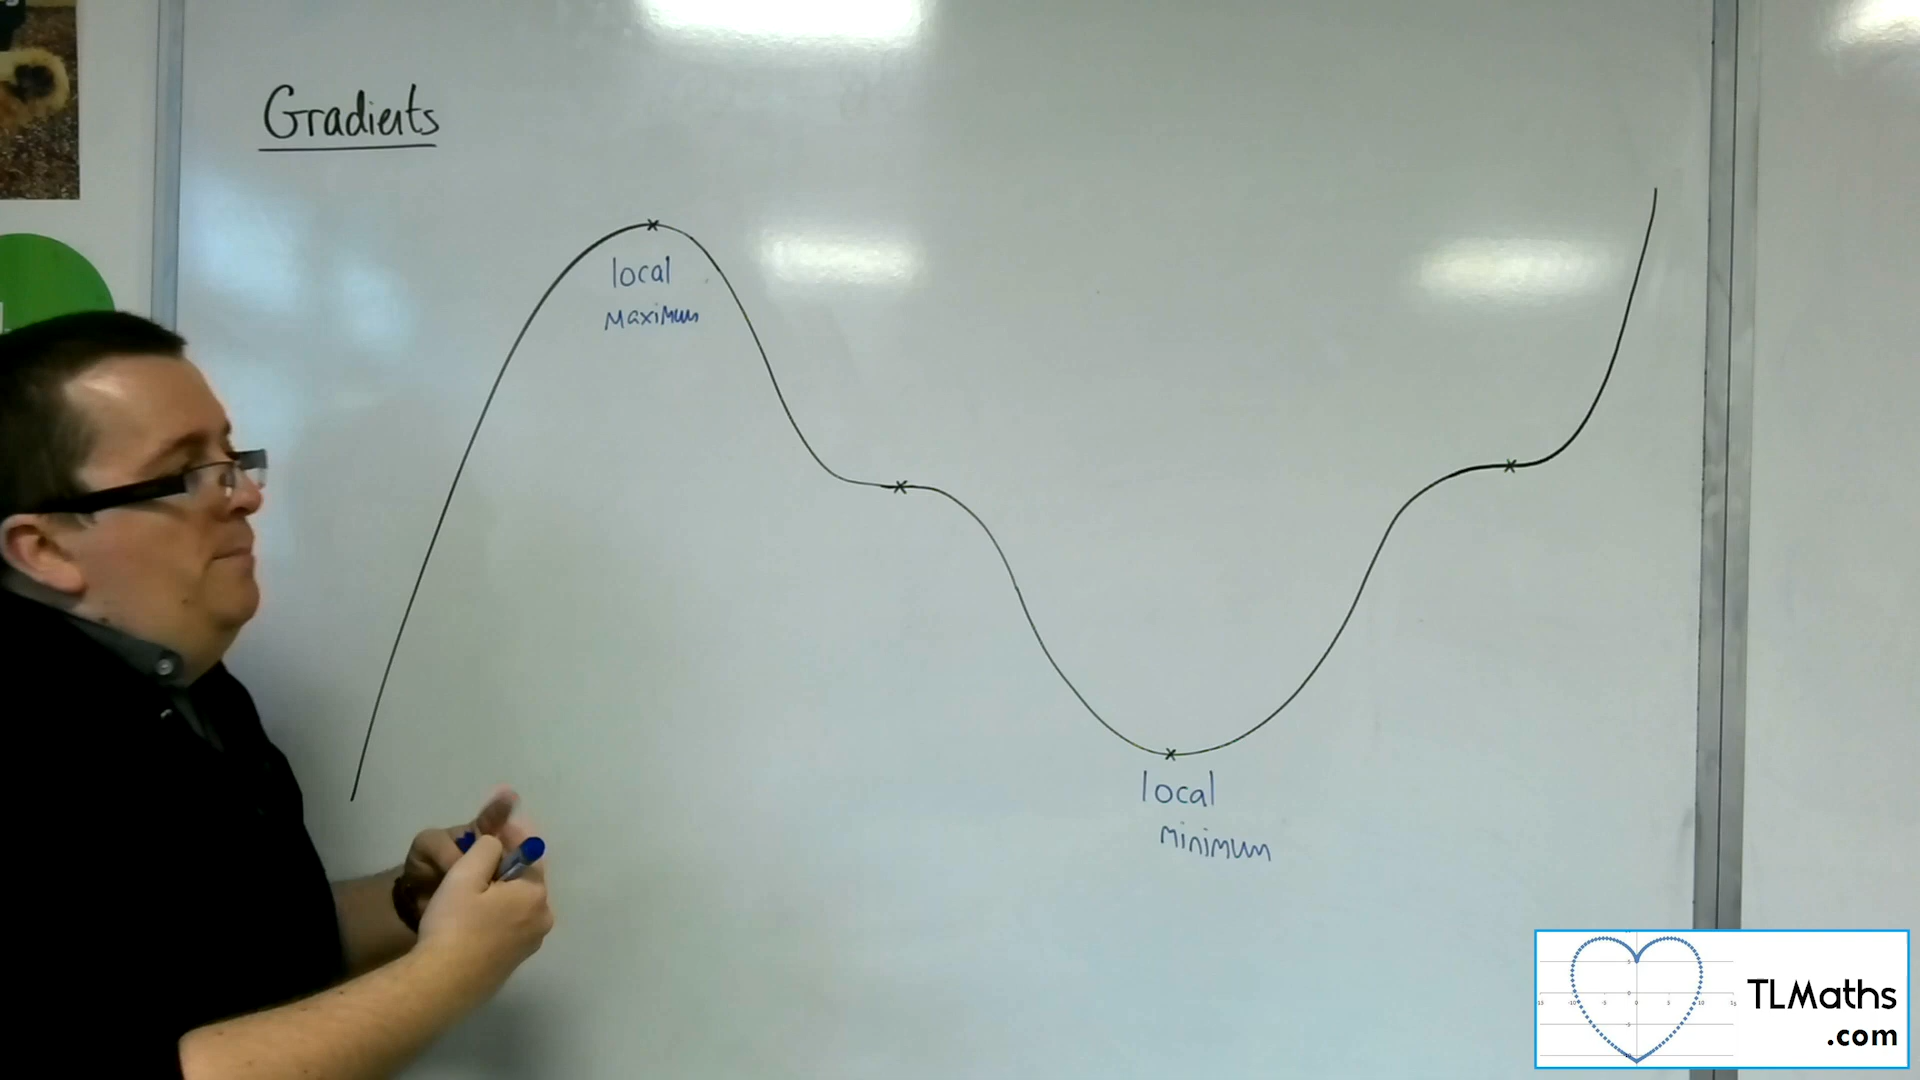 Gradients
local
maximum
local
minimum
TLMaths
.com